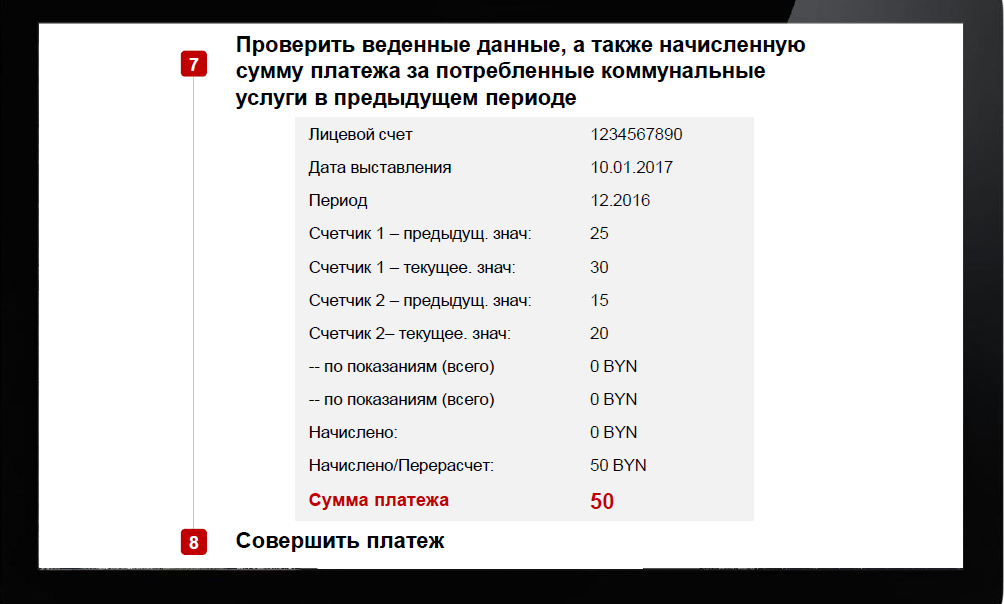 7
Проверить веденные данные, а также начисленную
сумму платежа за потребленные коммунальные
услуги в предыдущем периоде
Лицевой счет 1234567890
Дата выставления 10.01.2017
Период 12.2016
Счетчик 1 – предыдущ. знач: 25
Счетчик 1 – текущее. знач: 30
Счетчик 2 – предыдущ. знач: 15
Счетчик 2– текущее. знач: 20
-- по показаниям (всего) 0 BYN
-- по показаниям (всего) 0 BYN
Начислено: 0 BYN
Начислено/Перерасчет: 50 BYN
Сумма платежа 50
8 Совершить платеж